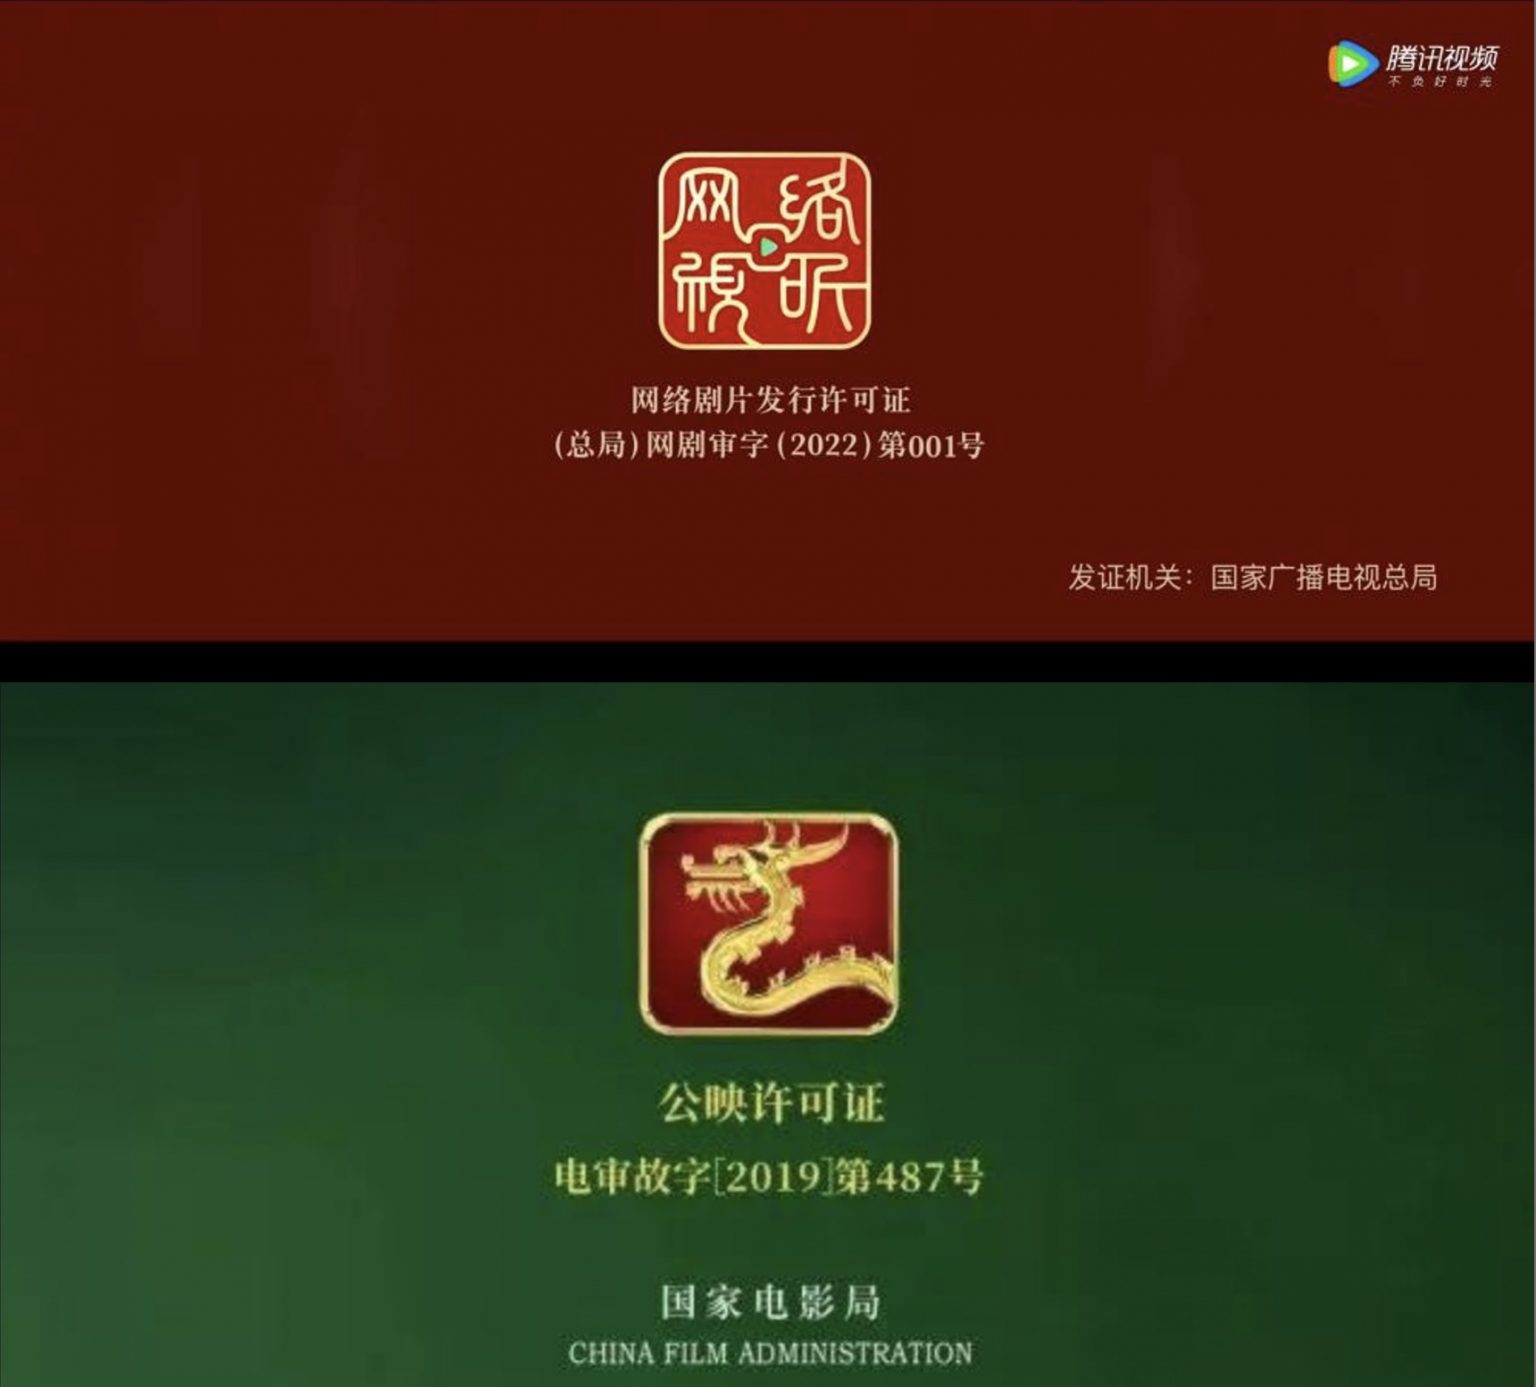 腾讯视频
不负好时光
网络
视听
网络剧片发行许可证
(总局)网剧审字(2022)第001号
发证机关：国家广播电视总局
公映许可证
电审故字[2019]第487号
国家电影局
CHINA FILM ADMINISTRATION